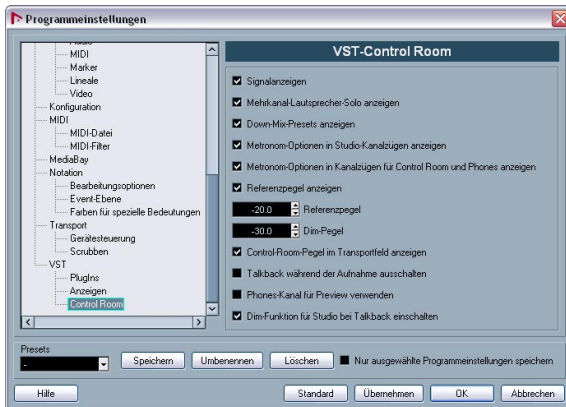 Programmeinstellungen
MIDI
Marker
Lineale
Video
Konfiguration
MIDI
MIDI-Datei
MIDI-Filter
MediaBay
Notation
Bearbeitungsoptionen
Event-Ebene
Farben für spezielle Bedeutungen
Transport
Gerätesteuerung
Scrubben
VST
PlugIns
Anzeigen
Control Room
VST-Control Room
Signalanzeigen
Mehrkanal-Lautsprecher-Solo anzeigen
Down-Mix-Presets anzeigen
Metronom-Optionen in Studio-Kanalzügen anzeigen
Metronom-Optionen in Kanalzügen für Control Room und Phones anzeigen
Referenzpegel anzeigen
-20.0 Referenzpegel
-30.0 Dim-Pegel
Control-Room-Pegel im Transportfeld anzeigen
Talkback während der Aufnahme ausschalten
Phones-Kanal für Preview verwenden
Dim-Funktion für Studio bei Talkback einschalten
Presets
- Speichern Umbenennen Löschen Nur ausgewählte Programmeinstellungen speichern
Hilfe Standard Übernehmen OK Abbrechen